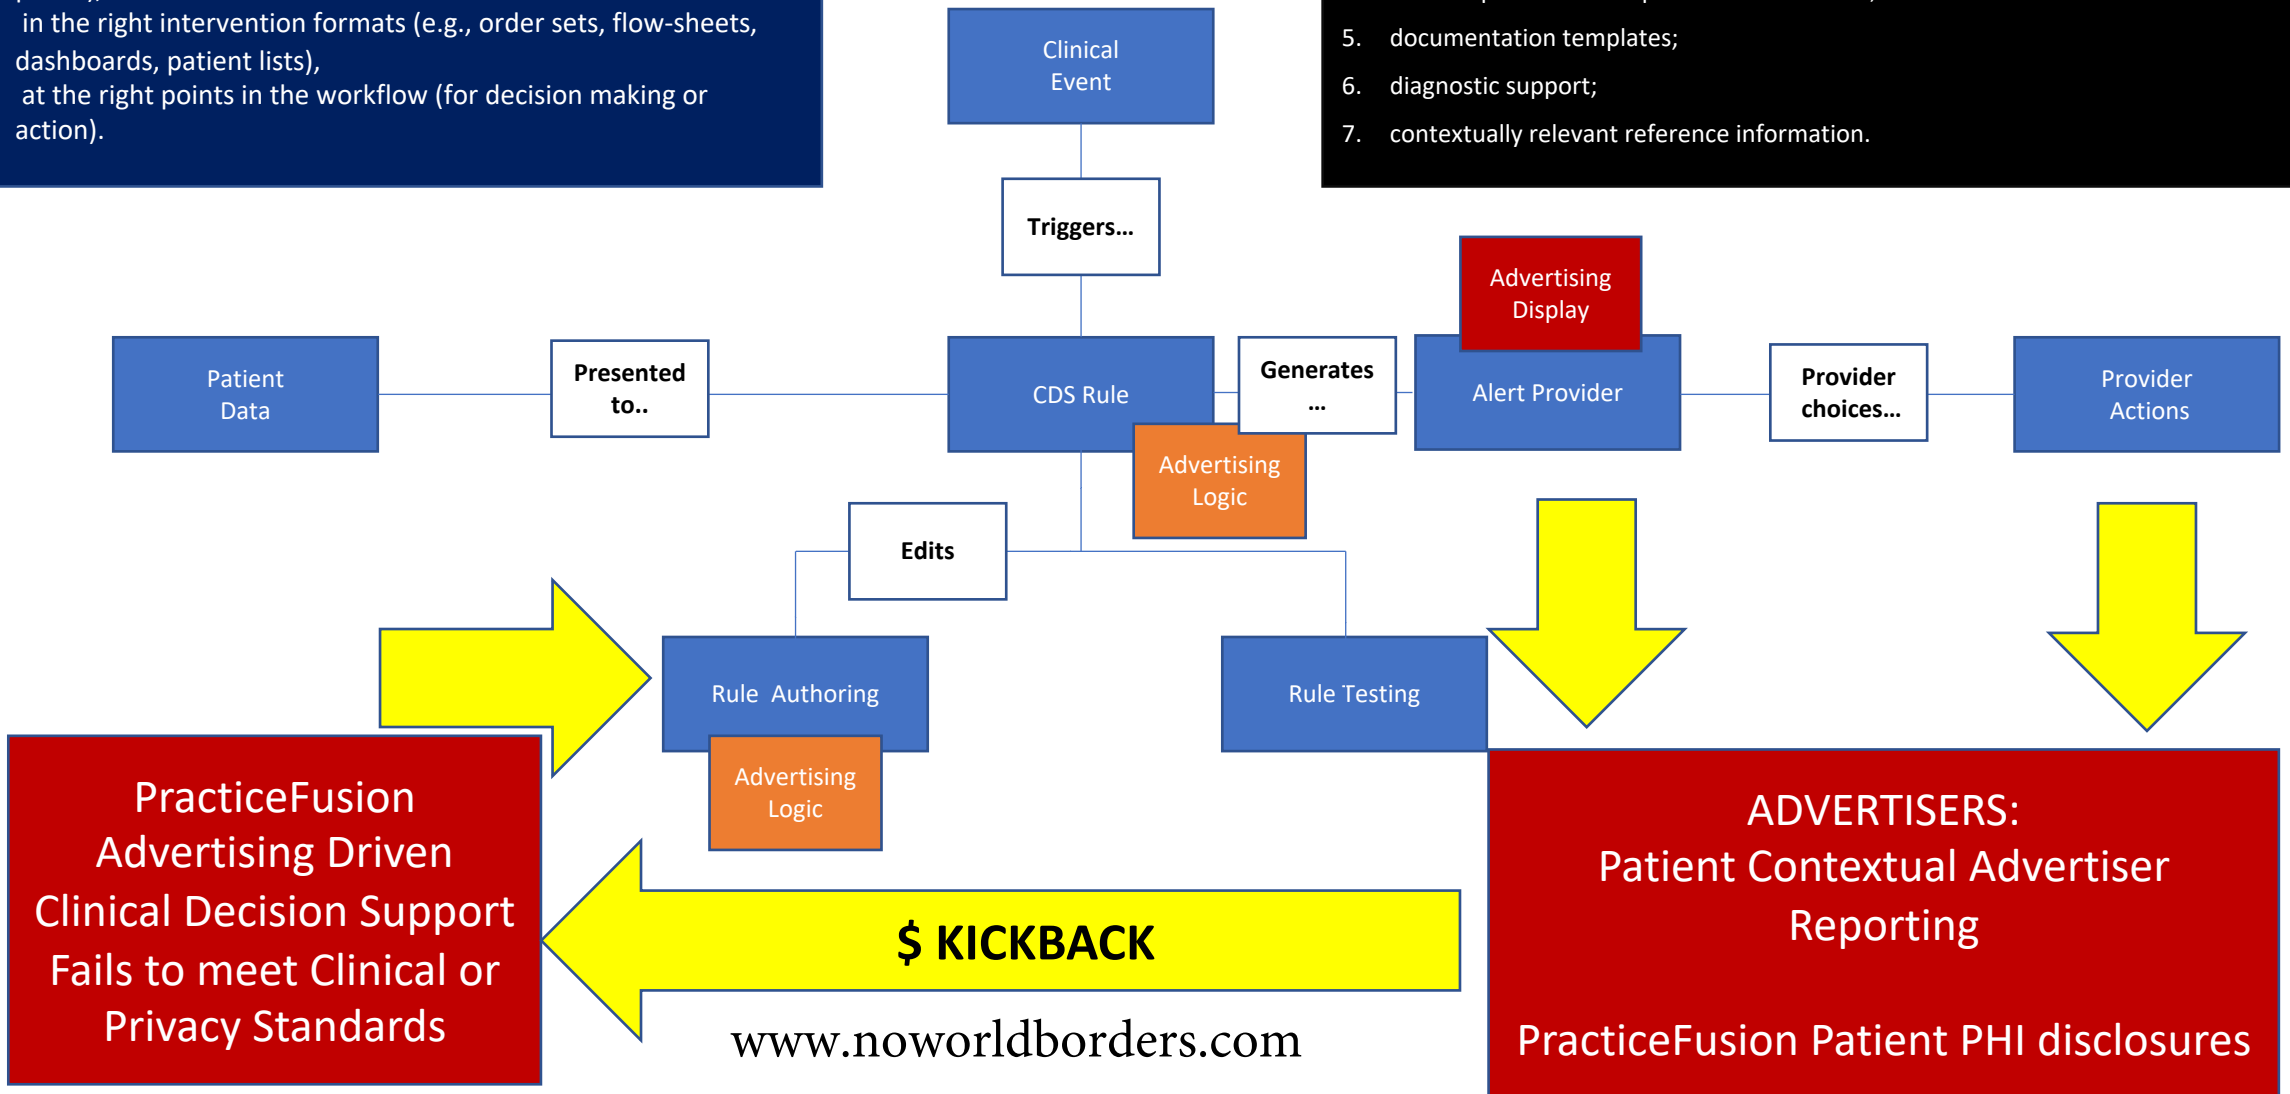 in the right intervention formats (e.g., order sets, flow-sheets,
dashboards, patient lists),
at the right points in the workflow (for decision making or
action).
Clinical
Event
5. documentation templates;
6. diagnostic support;
7. contextually relevant reference information.
Triggers…
Advertising
Display
Patient
Data
Presented
to..
CDS Rule
Generates
…
Alert Provider
Provider
choices…
Provider
Actions
Advertising
Logic
Edits
Rule Authoring
Rule Testing
Advertising
Logic
PracticeFusion
Advertising Driven
Clinical Decision Support
Fails to meet Clinical or
Privacy Standards
$ KICKBACK
www.noworldborders.com
ADVERTISERS:
Patient Contextual Advertiser
Reporting
PracticeFusion Patient PHI disclosures